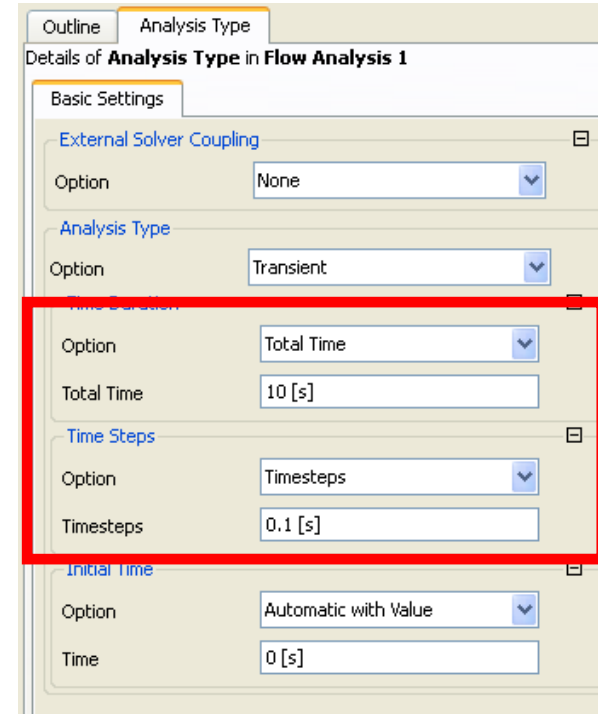 Outline Analysis Type
Details of Analysis Type in Flow Analysis 1
Basic Settings
External Solver Coupling
Option None
Analysis Type
Option Transient
Time Duration
Option Total Time
Total Time 10 [s]
Time Steps
Option Timesteps
Timesteps 0.1 [s]
Initial Time
Option Automatic with Value
Time 0 [s]